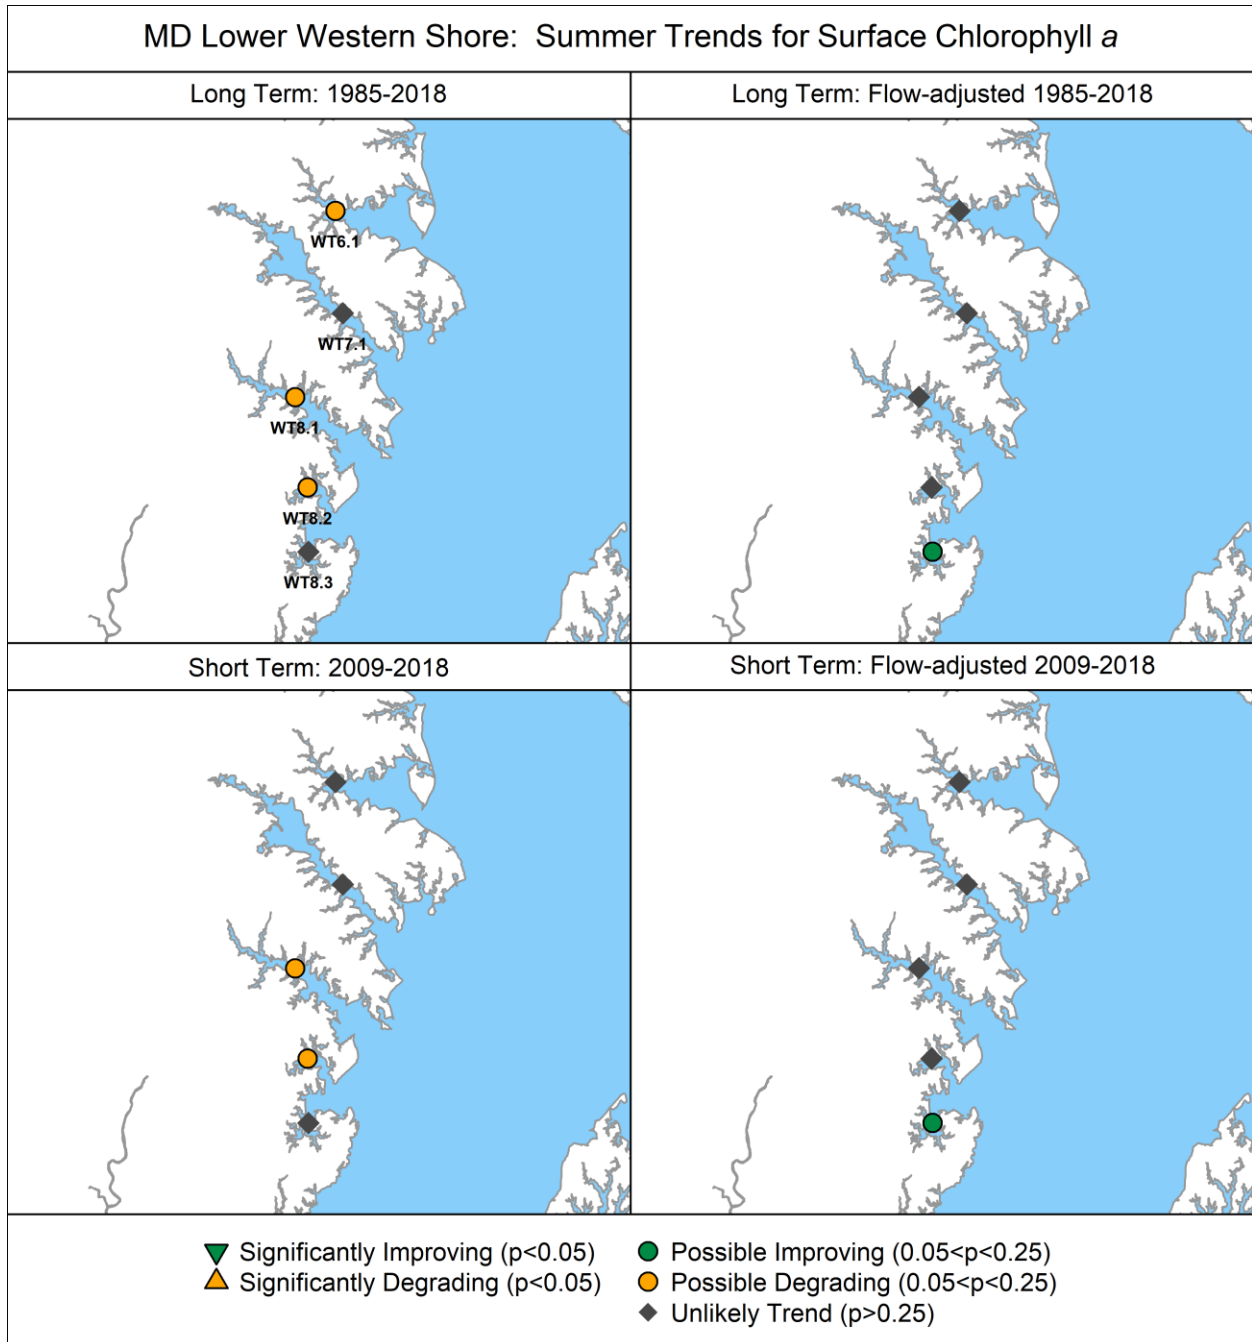 MD Lower Western Shore:  Summer Trends for Surface Chlorophyll a
Long Term: 1985-2018
Long Term: Flow-adjusted 1985-2018
WT6.1
WT7.1
WT8.1
WT8.2
WT8.3
Short Term: 2009-2018
Short Term: Flow-adjusted 2009-2018
Significantly Improving (p<0.05)
Significantly Degrading (p<0.05)
Possible Improving (0.05<p<0.25)
Possible Degrading (0.05<p<0.25)
Unlikely Trend (p>0.25)